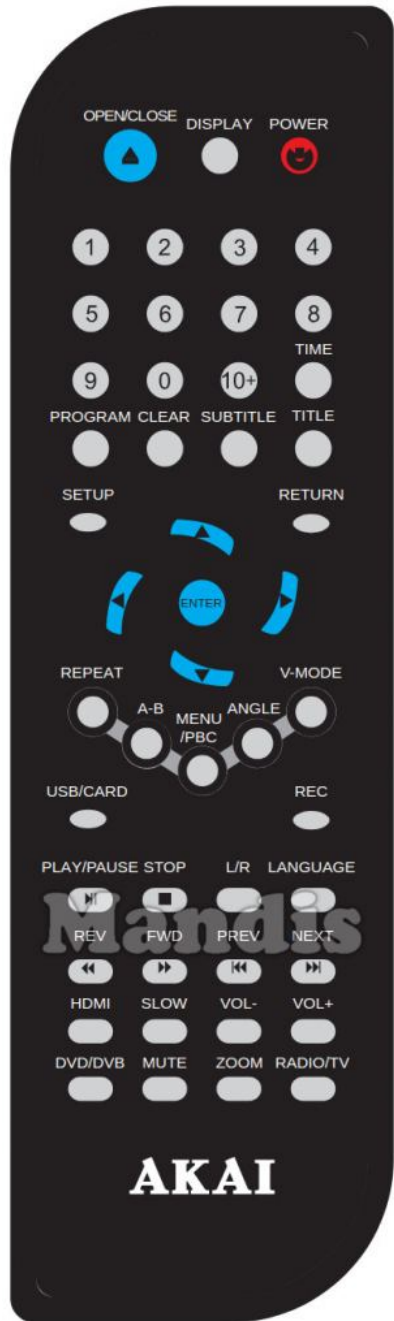 OPEN/CLOSE DISPLAY POWER
1 2 3 4
5 6 7 8
TIME
9 0 10+
PROGRAM CLEAR SUBTITLE TITLE
SETUP RETURN
ENTER
REPEAT V-MODE
A-B MENU ANGLE
/PBC
USB/CARD REC
PLAY/PAUSE STOP L/R LANGUAGE
Mandis
REV FWD PREV NEXT
HDMI SLOW VOL- VOL+
DVD/DVB MUTE ZOOM RADIO/TV
AKAI